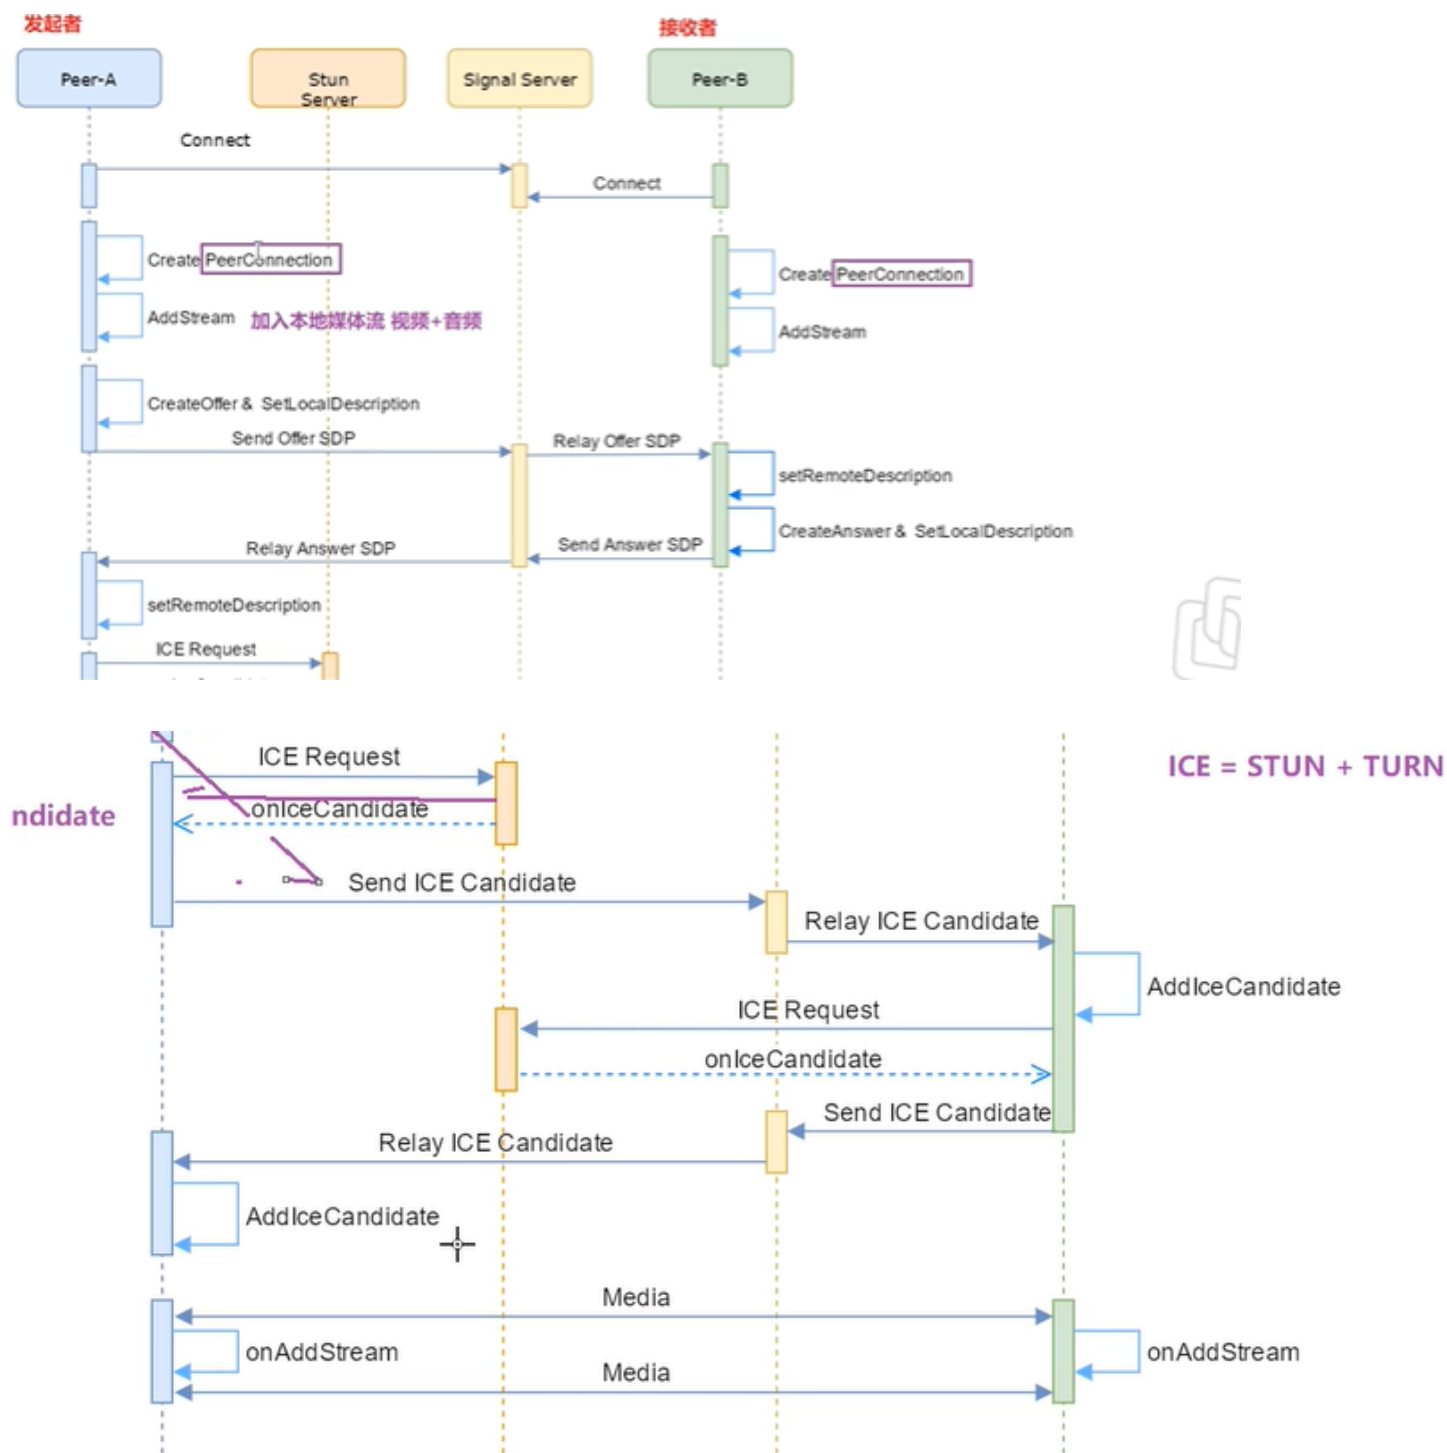 发起者
接收者
Peer-A
Stun
Server
Signal Server
Peer-B
Connect
Connect
Create PeerConnection
Create PeerConnection
AddStream 加入本地媒体流 视频+音频
AddStream
CreateOffer & SetLocalDescription
Send Offer SDP
Relay Offer SDP
setRemoteDescription
CreateAnswer & SetLocalDescription
Send Answer SDP
Relay Answer SDP
setRemoteDescription
ICE Request
ICE Request
ICE = STUN + TURN
onIceCandidate
ndidate
Send ICE Candidate
Relay ICE Candidate
AddIceCandidate
ICE Request
onIceCandidate
Send ICE Candidate
Relay ICE Candidate
AddIceCandidate
Media
onAddStream
onAddStream
Media